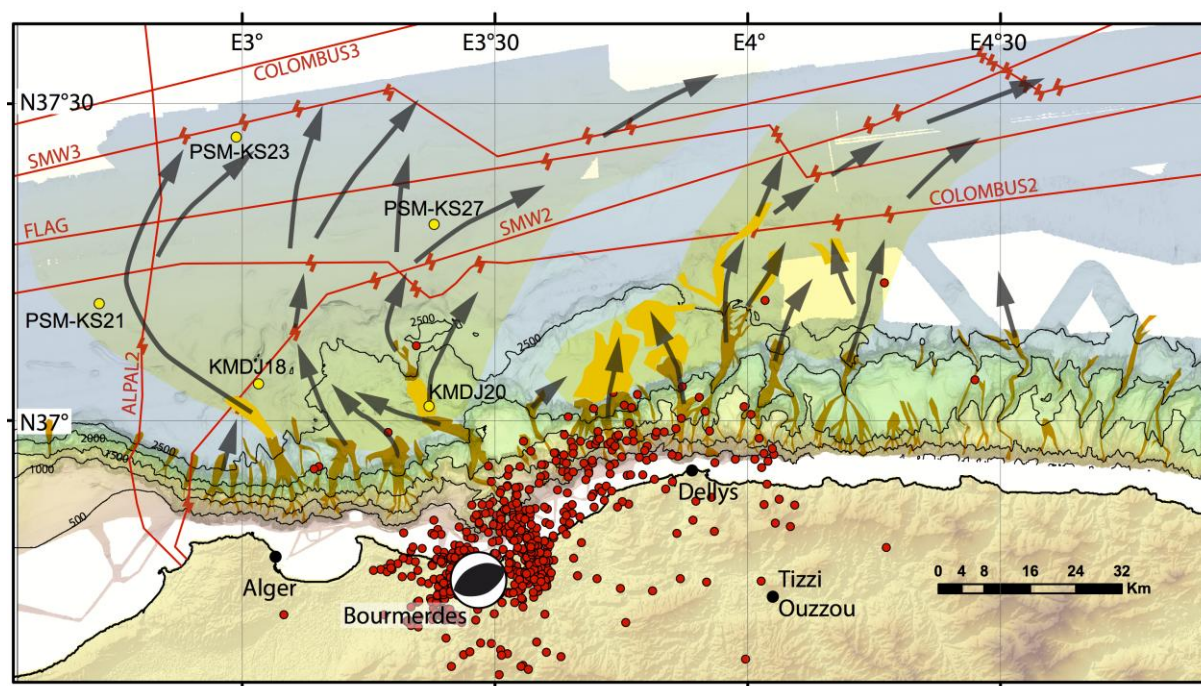 E3°
E3°30
E4°
E4°30
COLOMBUS3
N37°30
PSM-KS23
SMW3
PSM-KS27
COLOMBUS2
SMW2
FLAG
PSM-KS21
2500
2500
2500
KMDJ18
ALPAL2
KMDJ20
N37°
2000
2500
1500
1000
500
Dellys
Alger
Tizzi
Ouzzou
0 4 8 16 24 32
Km
Bourmerdes